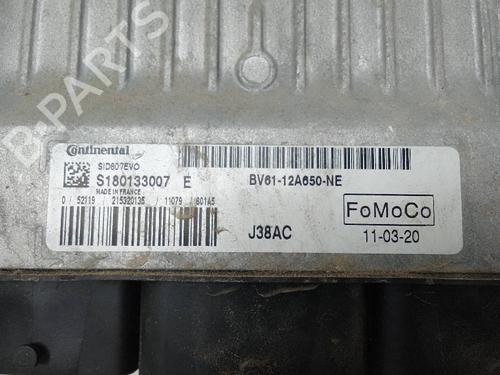 Continental
SID807EVO
S180133007 E
MADE IN FRANCE
BV61-12A650-NE
0 / 52119 / 215320135 / 11079 / 801A5
J38AC
FoMoCo
11-03-20
B-PARTS